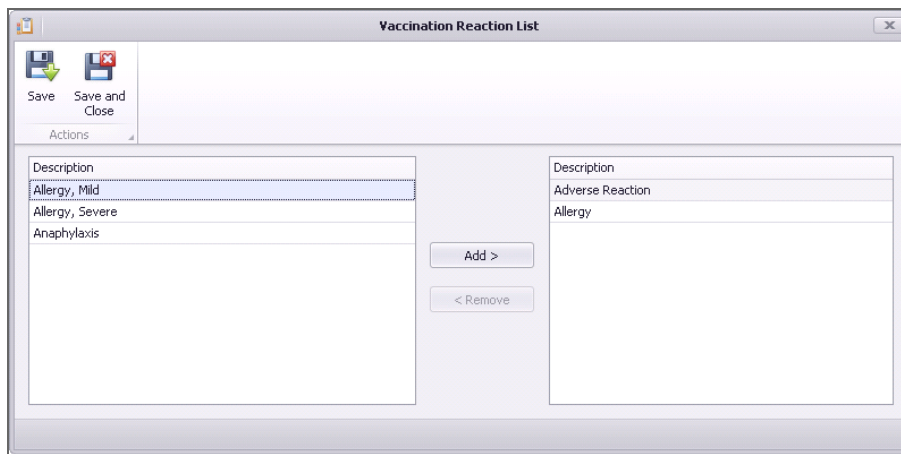 Vaccination Reaction List
Save
Save and
Close
Actions
Description
Allergy, Mild
Allergy, Severe
Anaphylaxis
Add >
< Remove
Description
Adverse Reaction
Allergy